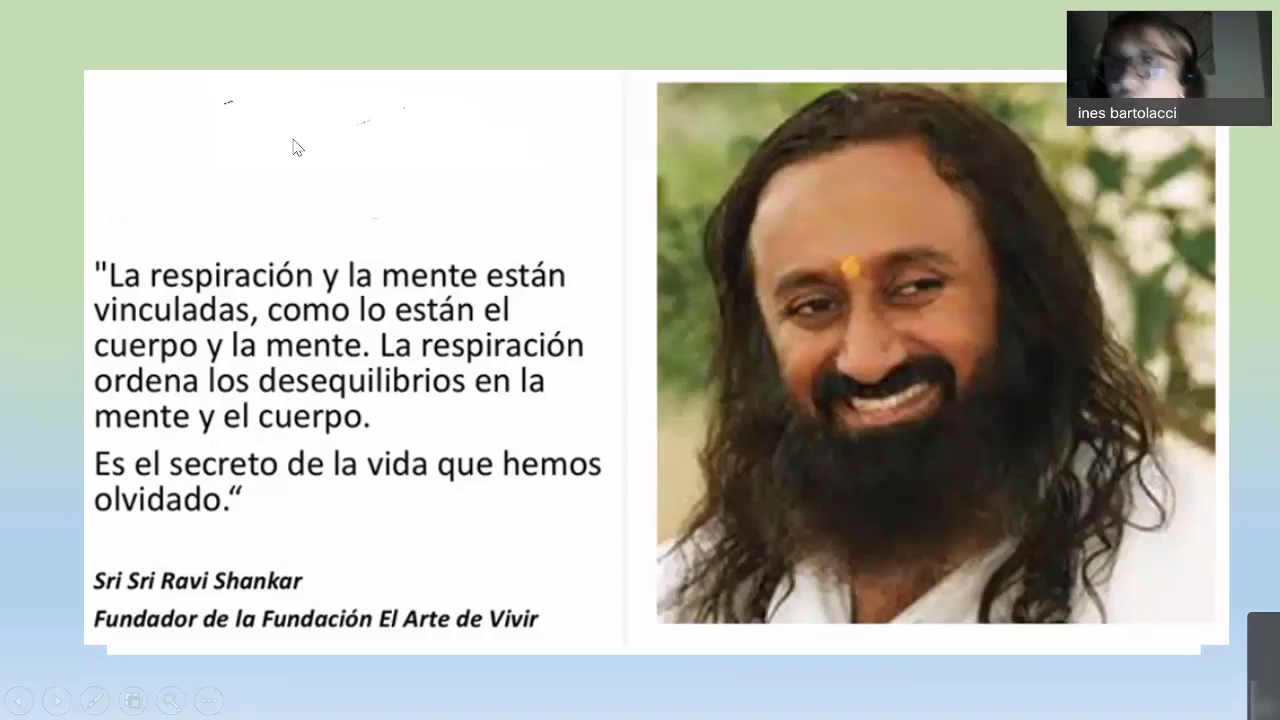 ines bartolacci
"La respiración y la mente están
vinculadas, como lo están el
cuerpo y la mente. La respiración
ordena los desequilibrios en la
mente y el cuerpo.
Es el secreto de la vida que hemos
olvidado.“
Sri Sri Ravi Shankar
Fundador de la Fundación El Arte de Vivir